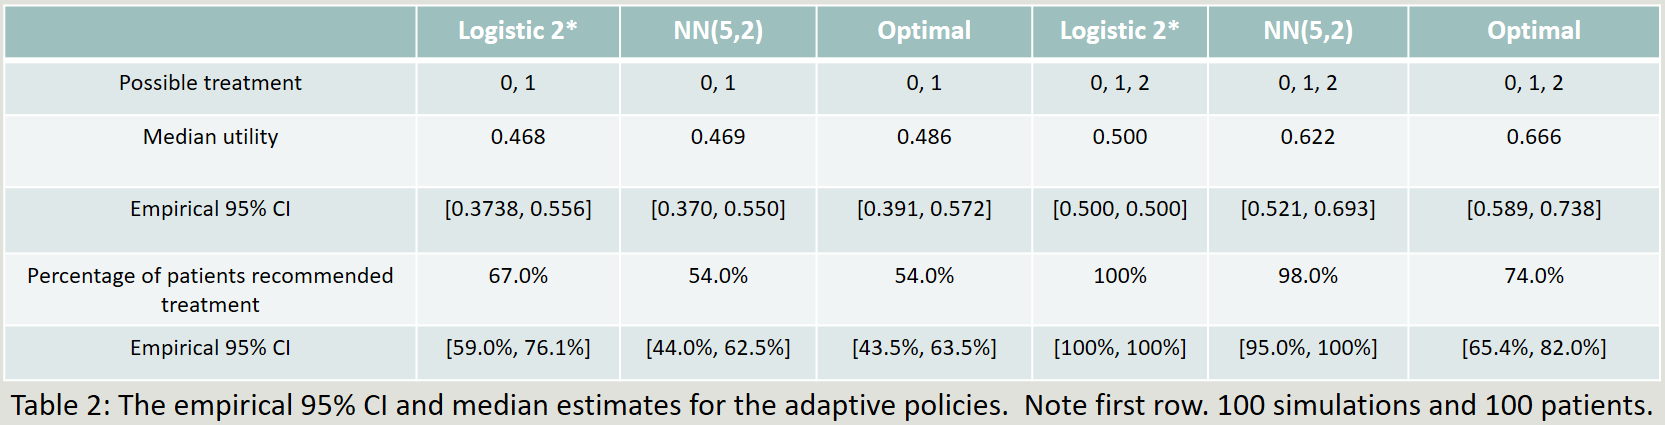 Logistic 2* NN(5,2) Optimal Logistic 2* NN(5,2) Optimal
Possible treatment 0, 1 0, 1 0, 1 0, 1, 2 0, 1, 2 0, 1, 2
Median utility 0.468 0.469 0.486 0.500 0.622 0.666
Empirical 95% CI [0.3738, 0.556] [0.370, 0.550] [0.391, 0.572] [0.500, 0.500] [0.521, 0.693] [0.589, 0.738]
Percentage of patients recommended 67.0% 54.0% 54.0% 100% 98.0% 74.0%
treatment
Empirical 95% CI [59.0%, 76.1%] [44.0%, 62.5%] [43.5%, 63.5%] [100%, 100%] [95.0%, 100%] [65.4%, 82.0%]
Table 2: The empirical 95% CI and median estimates for the adaptive policies. Note first row. 100 simulations and 100 patients.